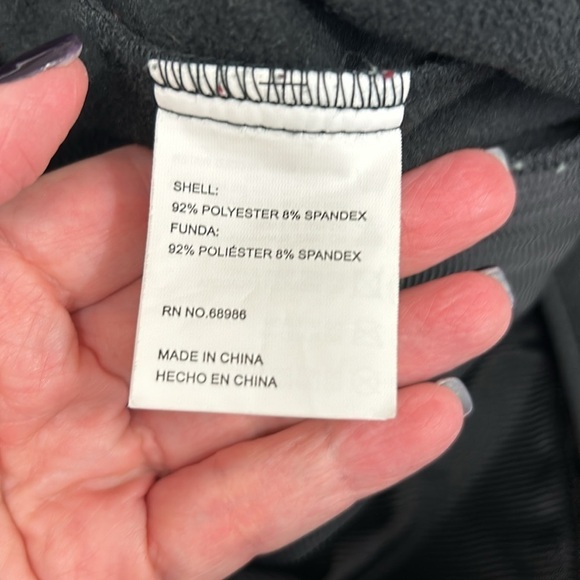 SHELL:
92% POLYESTER 8% SPANDEX
FUNDA:
92% POLIÉSTER 8% SPANDEX
RN NO.68986
MADE IN CHINA
HECHO EN CHINA